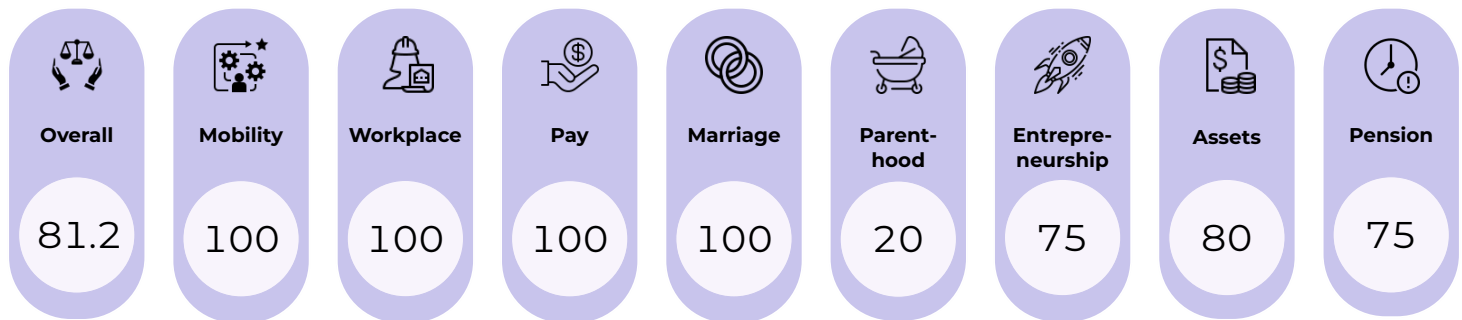 Overall
Mobility
Workplace
Pay
Marriage
Parent-
hood
Entrepre-
neurship
Assets
Pension
81.2
100
100
100
100
20
75
80
75